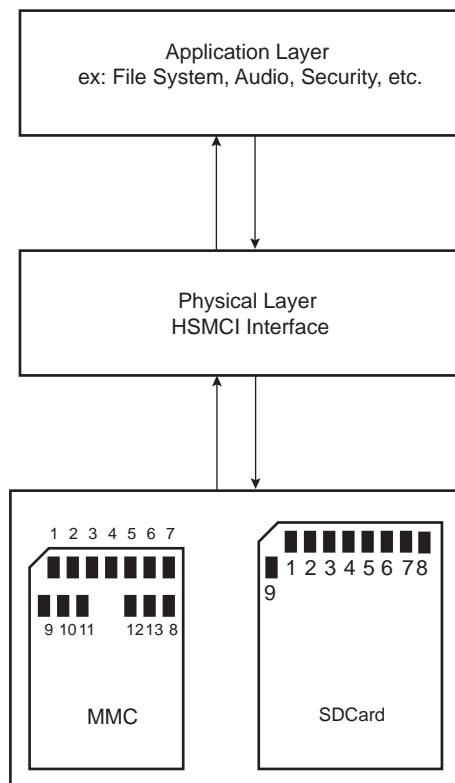 Application Layer
ex: File System, Audio, Security, etc.
Physical Layer
HSMCI Interface
1 2 3 4 5 6 7
9 10 11 12 13 8
MMC
1 2 3 4 5 6 7 8
9
SDCard